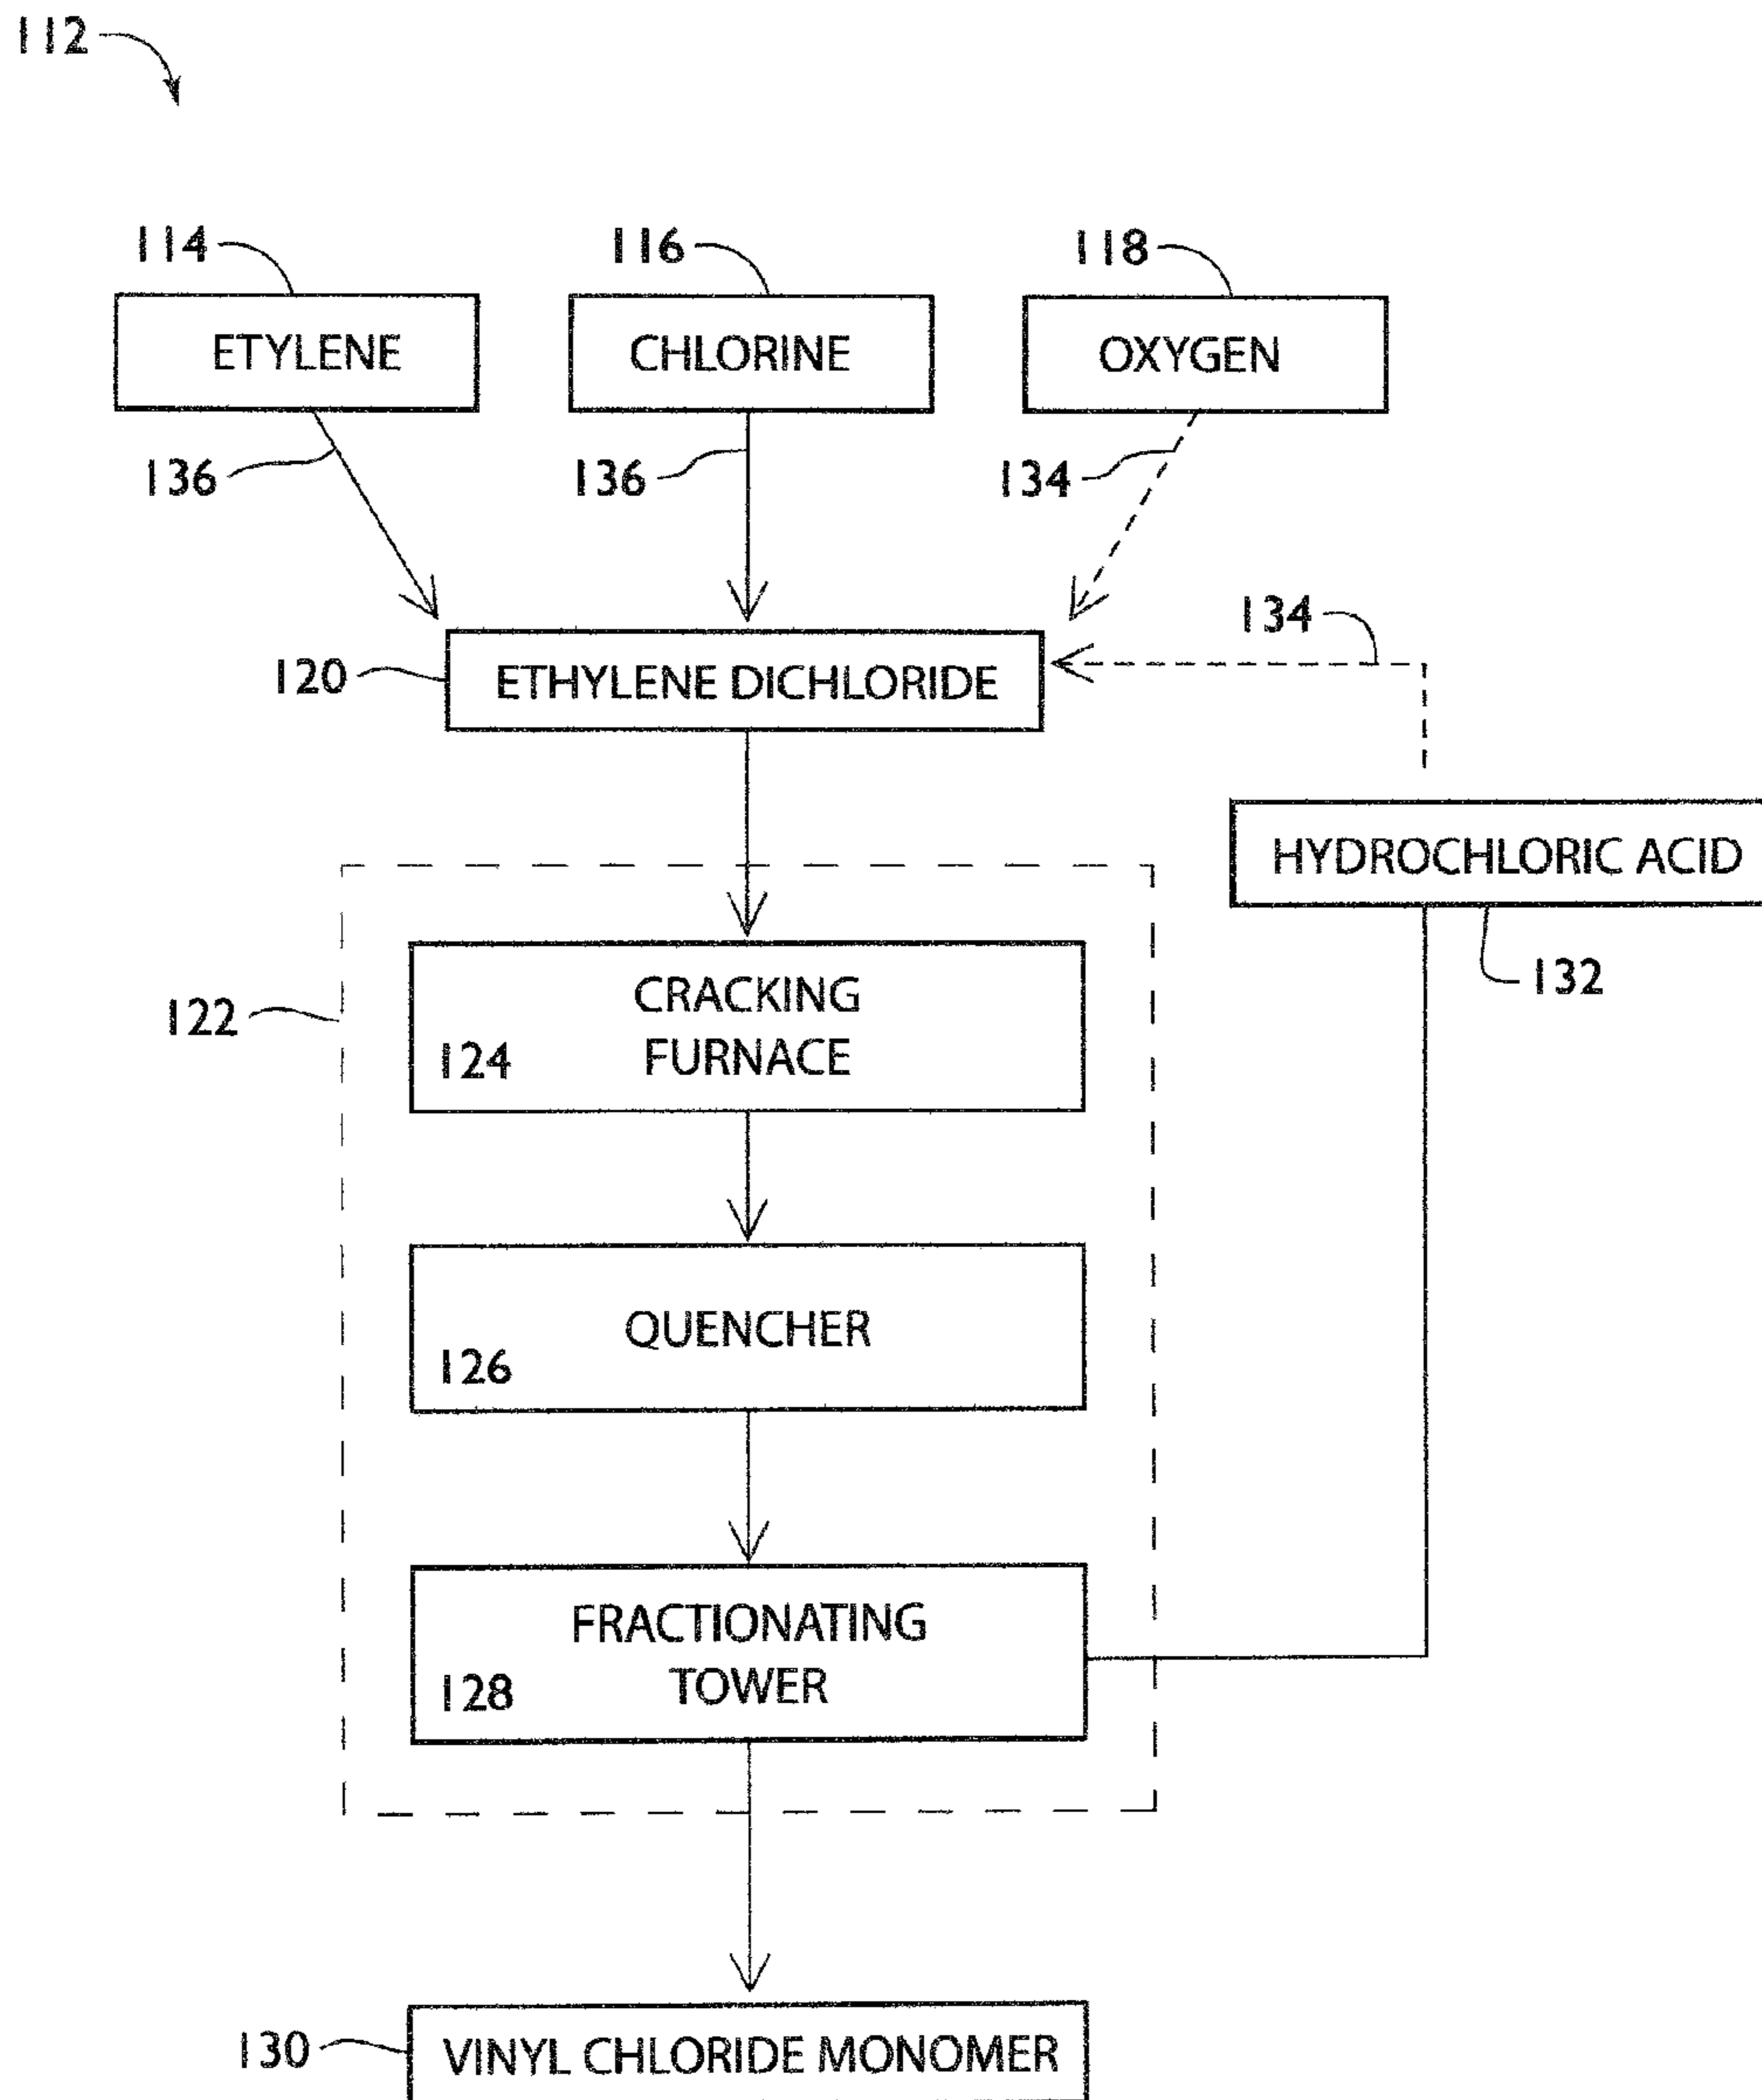 112
114
116
118
ETYLENE
CHLORINE
OXYGEN
136
136
134
134
120
ETHYLENE DICHLORIDE
HYDROCHLORIC ACID
132
122
CRACKING
FURNACE
124
QUENCHER
126
FRACTIONATING
TOWER
128
130
VINYL CHLORIDE MONOMER